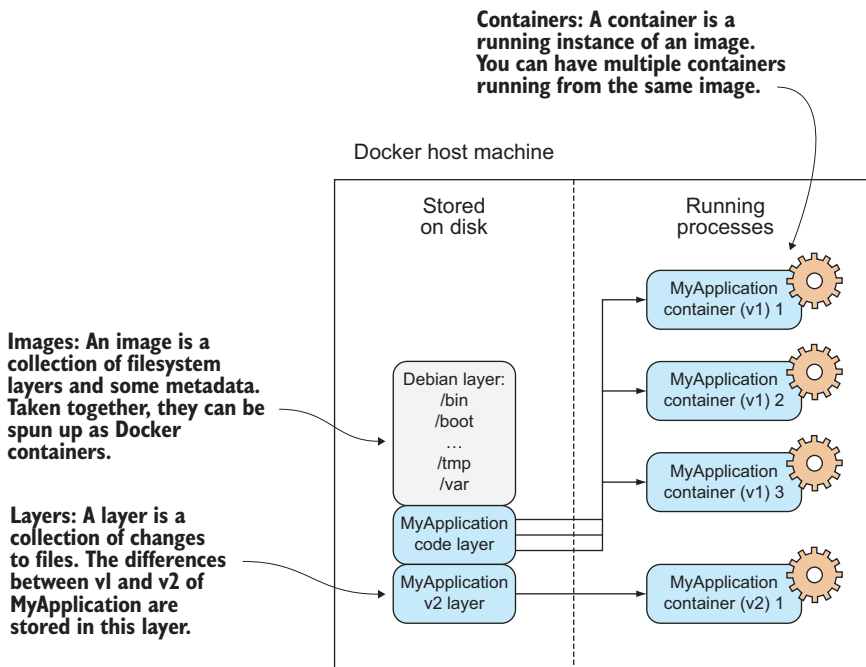 Containers: A container is a
running instance of an image.
You can have multiple containers
running from the same image.
Docker host machine
Stored
on disk
Running
processes
MyApplication
container (v1) 1
Images: An image is a
collection of filesystem
layers and some metadata.
Taken together, they can be
spun up as Docker
containers.
Debian layer:
/bin
/boot
…
/tmp
/var
MyApplication
container (v1) 2
MyApplication
container (v1) 3
Layers: A layer is a
collection of changes
to files. The differences
between v1 and v2 of
MyApplication are
stored in this layer.
MyApplication
code layer
MyApplication
v2 layer
MyApplication
container (v2) 1